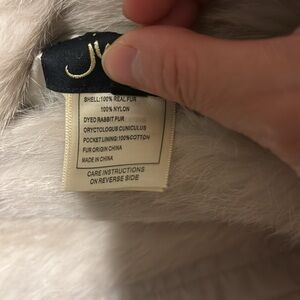 SHELL:100% REAL FUR
100% NYLON
DYED RABBIT FUR
ORYCTOLOGUS CUNICULUS
POCKET LINING: 100% COTTON
FUR ORIGIN CHINA
MADE IN CHINA
CARE INSTRUCTIONS
ON REVERSE SIDE